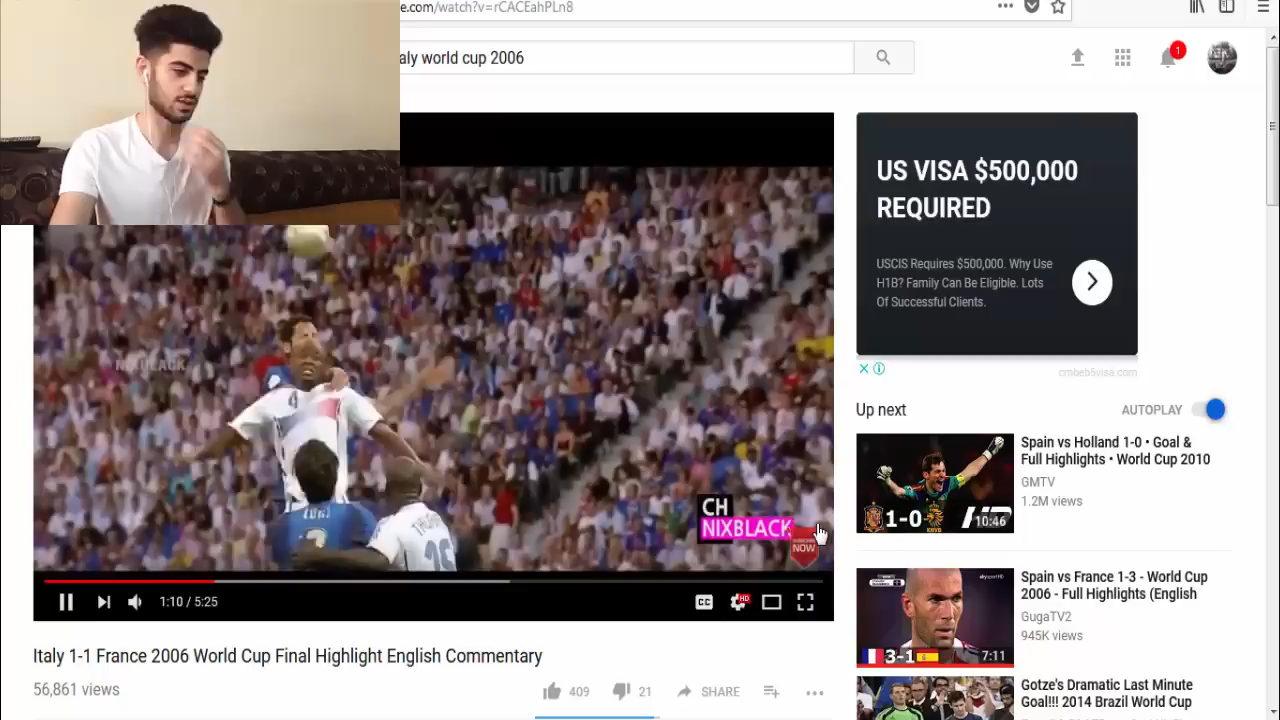 e.com/watch?v=rCACEahPLn8
aly world cup 2006
1
US VISA $500,000
REQUIRED
USCIS Requires $500,000. Why Use
H1B? Family Can Be Eligible. Lots
Of Successful Clients.
cmbeb5visa.com
NIXBLACK
4
CH
NIXBLACK
NOW
1:10 / 5:25
CC
HD
Italy 1-1 France 2006 World Cup Final Highlight English Commentary
56,861 views
409
21
SHARE
Up next
AUTOPLAY
Spain vs Holland 1-0 • Goal &
Full Highlights • World Cup 2010
GMTV
1.2M views
1-0
10:46
Spain vs France 1-3 - World Cup
2006 - Full Highlights (English
GugaTV2
945K views
3-1
7:11
Gotze's Dramatic Last Minute
Goal!!! 2014 Brazil World Cup